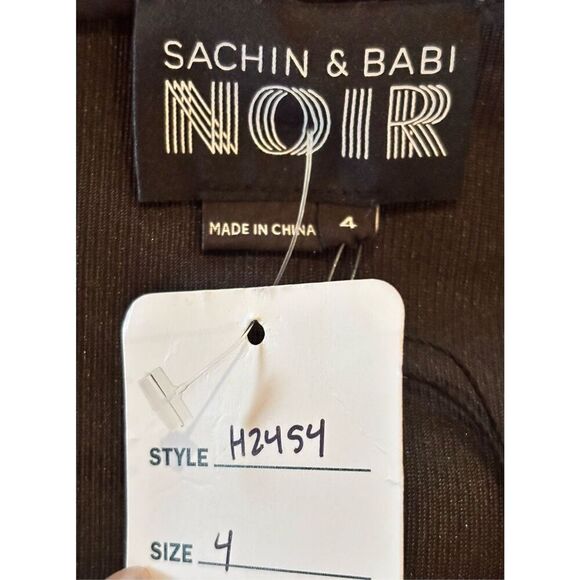 SACHIN & BABI
NOIR
MADE IN CHINA 4
STYLE H2454
SIZE 4